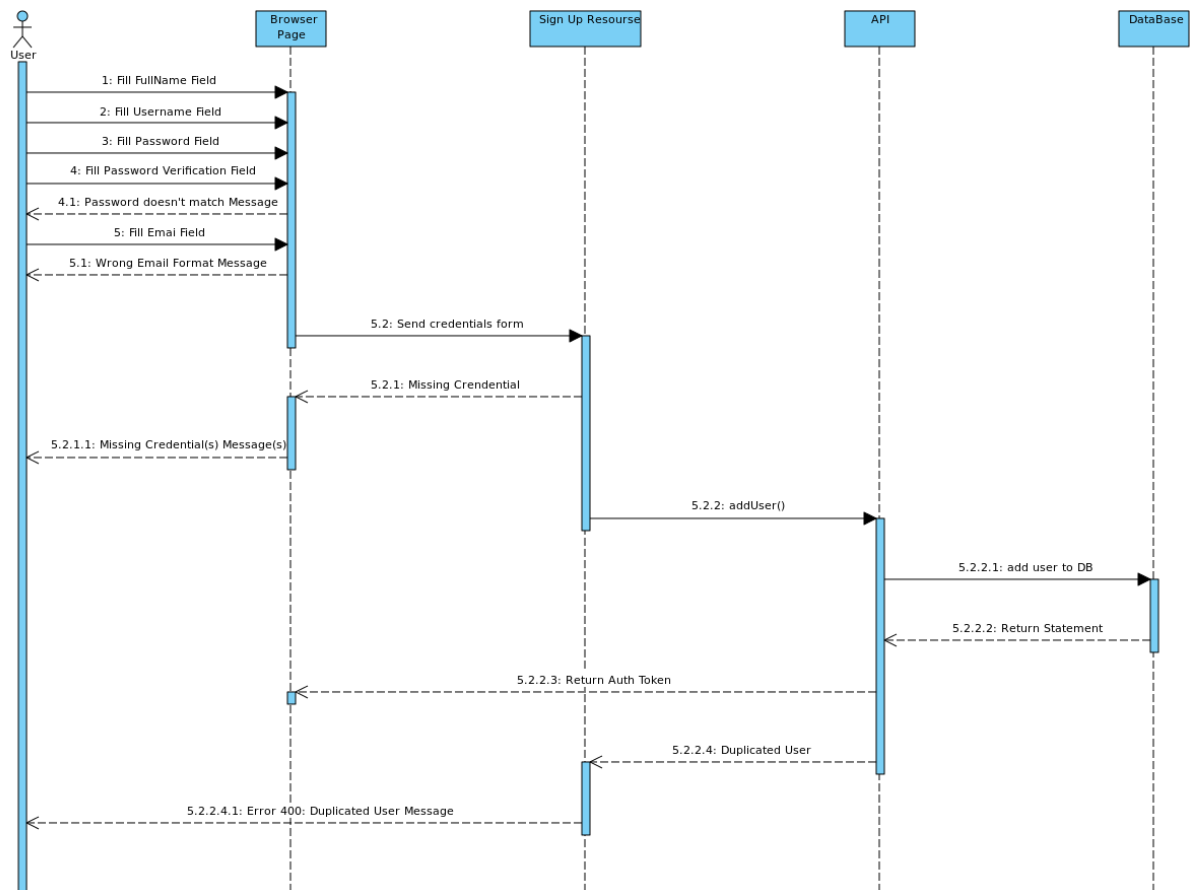 Browser
Page
Sign Up Resourse
API
DataBase
User
1: Fill FullName Field
2: Fill Username Field
3: Fill Password Field
4: Fill Password Verification Field
4.1: Password doesn't match Message
5: Fill Emai Field
5.1: Wrong Email Format Message
5.2: Send credentials form
5.2.1: Missing Crendential
5.2.1.1: Missing Credential(s) Message(s)
5.2.2: addUser()
5.2.2.1: add user to DB
5.2.2.2: Return Statement
5.2.2.3: Return Auth Token
5.2.2.4: Duplicated User
5.2.2.4.1: Error 400: Duplicated User Message